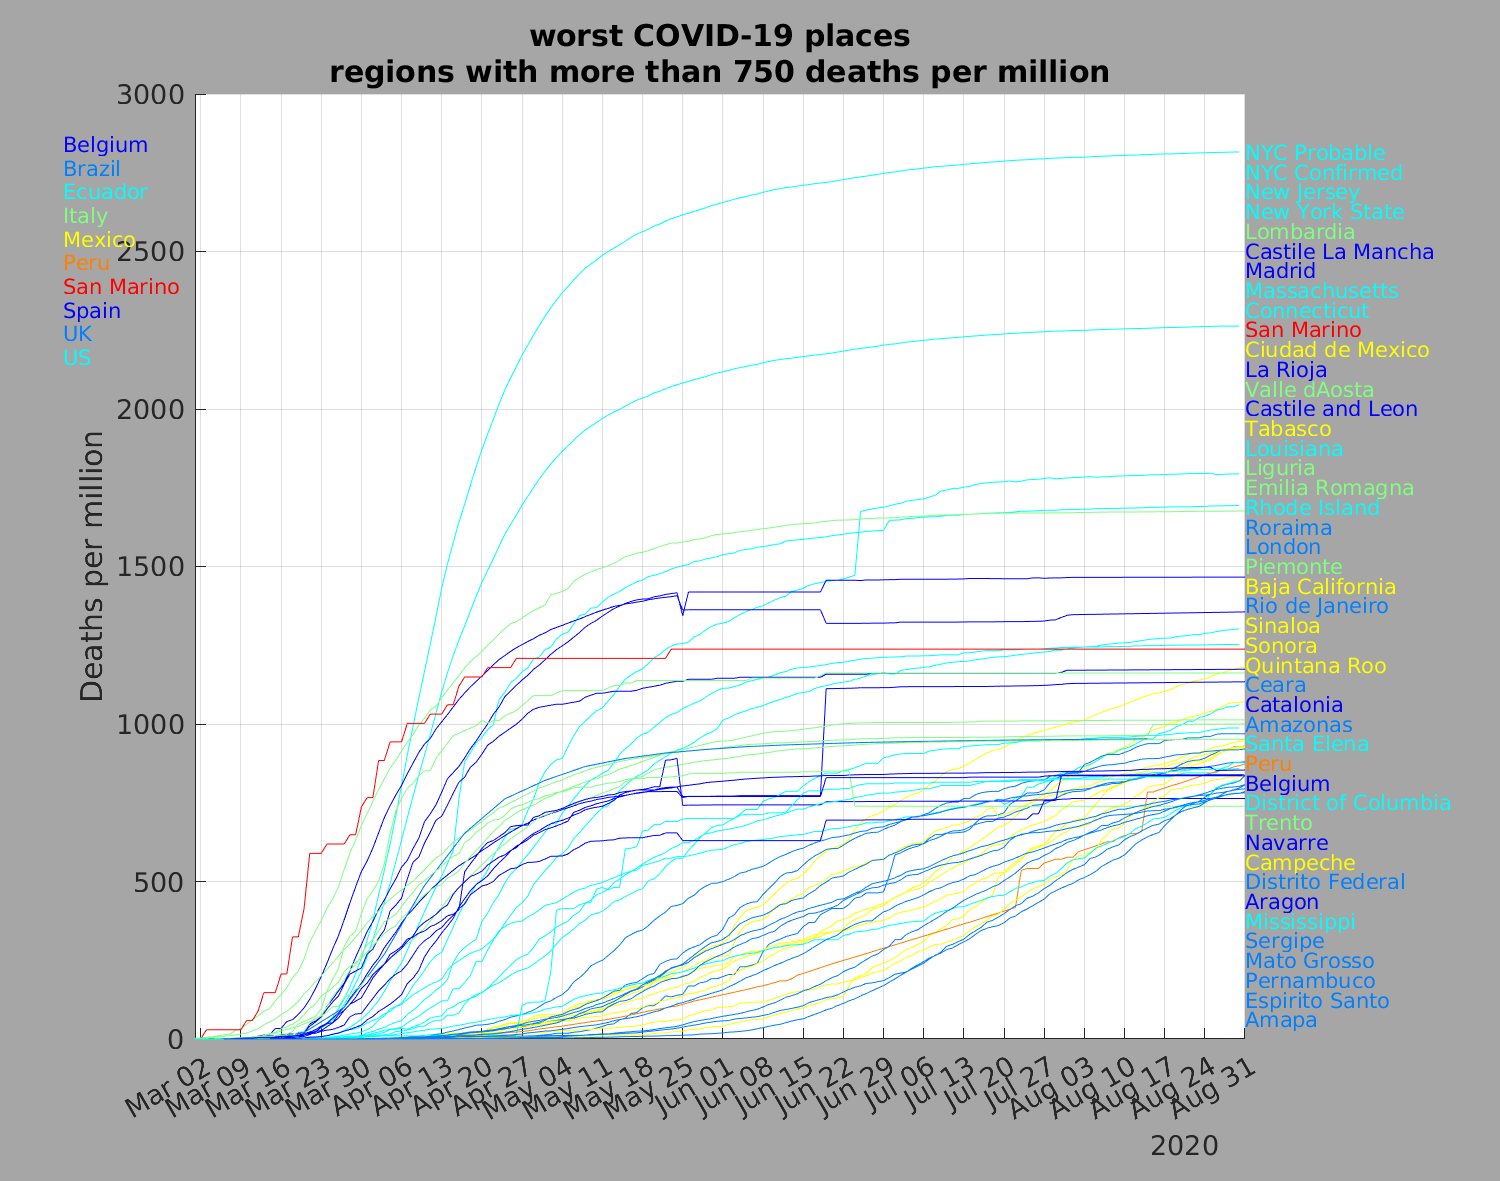 worst COVID-19 places
regions with more than 750 deaths per million
3000
2500
2000
1500
1000
500
0
Deaths per million
Belgium
Brazil
Ecuador
Italy
Mexico
Peru
San Marino
Spain
UK
US
NYC Probable
NYC Confirmed
New Jersey
New York State
Lombardia
Castile La Mancha
Madrid
Massachusetts
Connecticut
San Marino
Ciudad de Mexico
La Rioja
Valle dAosta
Castile and Leon
Tabasco
Louisiana
Liguria
Emilia Romagna
Rhode Island
Roraima
London
Piemonte
Baja California
Rio de Janeiro
Sinaloa
Sonora
Quintana Roo
Ceara
Catalonia
Amazonas
Santa Elena
Peru
Belgium
District of Columbia
Trento
Navarre
Campeche
Distrito Federal
Aragon
Mississippi
Sergipe
Mato Grosso
Pernambuco
Espirito Santo
Amapa
Mar 02
Mar 09
Mar 16
Mar 23
Mar 30
Apr 06
Apr 13
Apr 20
Apr 27
May 04
May 11
May 18
May 25
Jun 01
Jun 08
Jun 15
Jun 22
Jun 29
Jul 06
Jul 13
Jul 20
Jul 27
Aug 03
Aug 10
Aug 17
Aug 24
Aug 31
2020